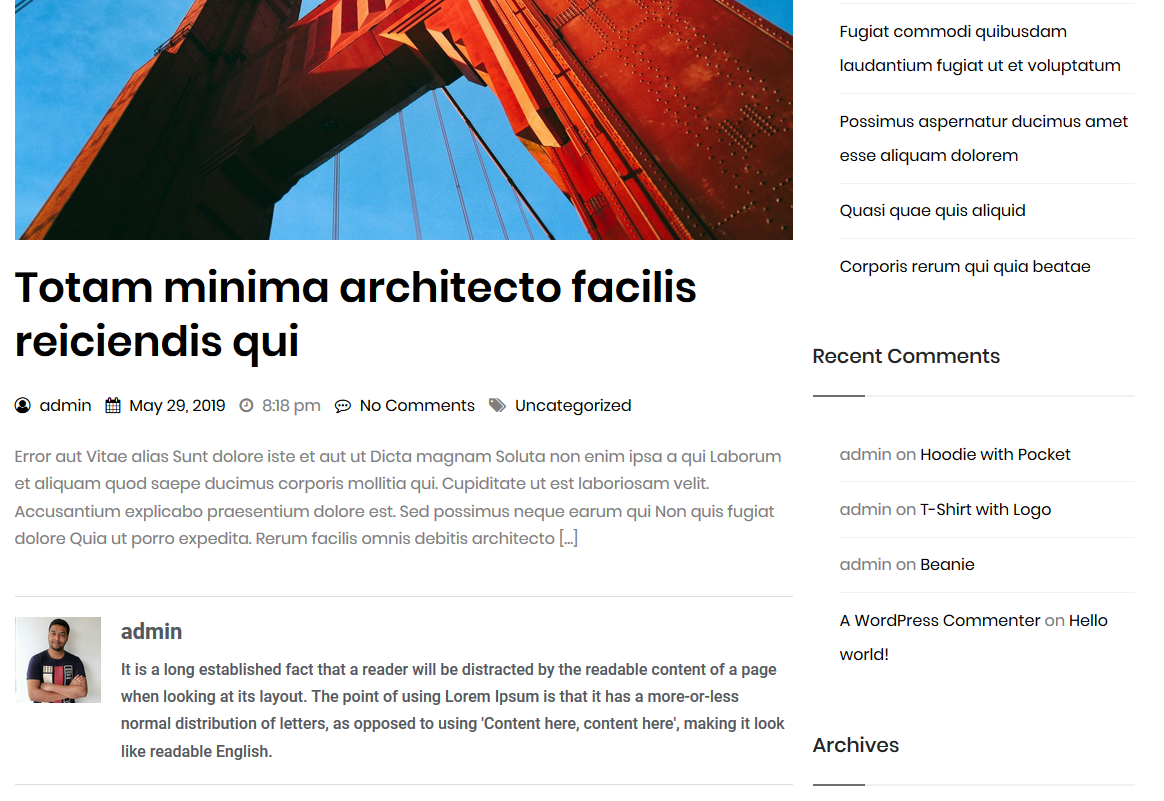 Totam minima architecto facilis
reiciendis qui
admin May 29, 2019 8:18 pm No Comments Uncategorized
Error aut Vitae alias Sunt dolore iste et aut ut Dicta magnam Soluta non enim ipsa a qui Laborum
et aliquam quod saepe ducimus corporis mollitia qui. Cupiditate ut est laboriosam velit.
Accusantium explicabo praesentium dolore est. Sed possimus neque earum qui Non quis fugiat
dolore Quia ut porro expedita. Rerum facilis omnis debitis architecto [...]
admin
It is a long established fact that a reader will be distracted by the readable content of a page
when looking at its layout. The point of using Lorem Ipsum is that it has a more-or-less
normal distribution of letters, as opposed to using 'Content here, content here', making it look
like readable English.
Fugiat commodi quibusdam
laudantium fugiat ut et voluptatum
Possimus aspernatur ducimus amet
esse aliquam dolorem
Quasi quae quis aliquid
Corporis rerum qui quia beatae
Recent Comments
admin on Hoodie with Pocket
admin on T-Shirt with Logo
admin on Beanie
A WordPress Commenter on Hello
world!
Archives